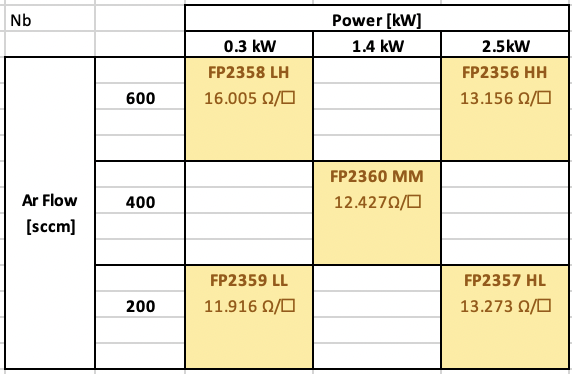 Nb
Power [kW]
0.3 kW 1.4 kW 2.5kW
FP2358 LH FP2356 HH
600 16.005 Ω/□ 13.156 Ω/□
FP2360 MM
Ar Flow 400 12.427Ω/□
[sccm]
FP2359 LL FP2357 HL
200 11.916 Ω/□ 13.273 Ω/□